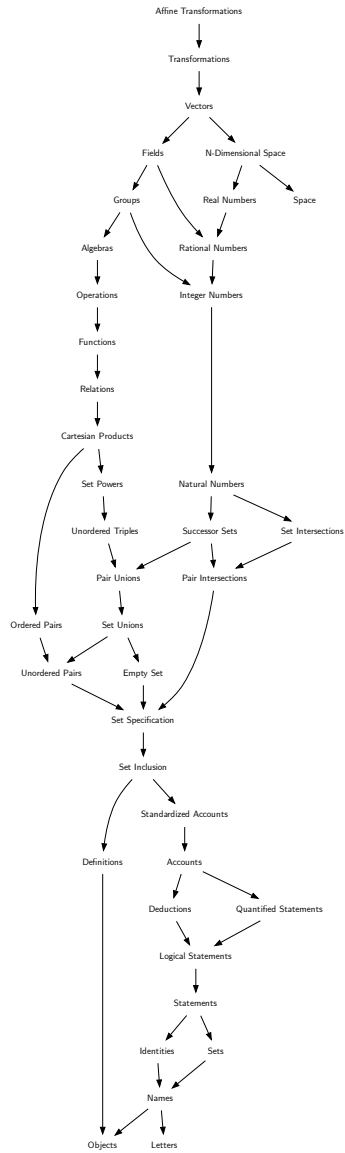 Affine Transformations
Transformations
Vectors
Fields
N-Dimensional Space
Groups
Real Numbers
Space
Algebras
Rational Numbers
Operations
Integer Numbers
Functions
Relations
Cartesian Products
Set Powers
Natural Numbers
Unordered Triples
Successor Sets
Set Intersections
Pair Unions
Pair Intersections
Ordered Pairs
Set Unions
Unordered Pairs
Empty Set
Set Specification
Set Inclusion
Standardized Accounts
Definitions
Accounts
Deductions
Quantified Statements
Logical Statements
Statements
Identities
Sets
Names
Objects
Letters